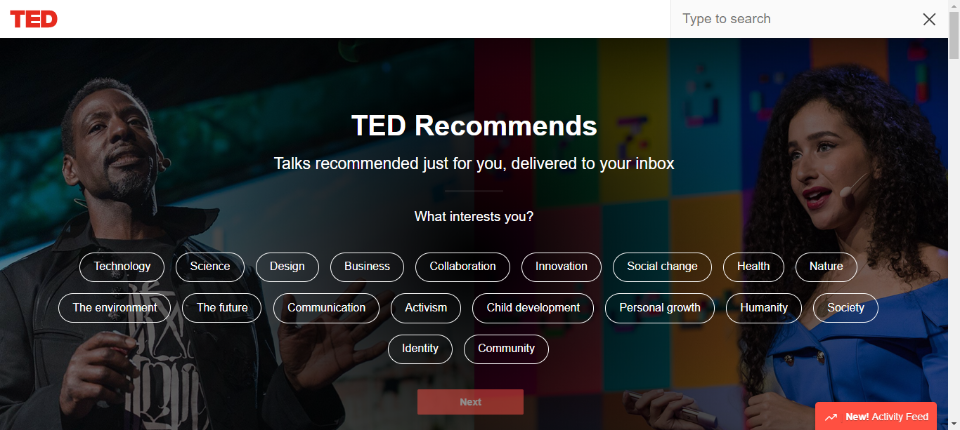 TED
Type to search
TED Recommends
Talks recommended just for you, delivered to your inbox
What interests you?
Technology Science Design Business Collaboration Innovation Social change Health Nature
The environment The future Communication Activism Child development Personal growth Humanity Society
Identity Community
Next
New! Activity Feed